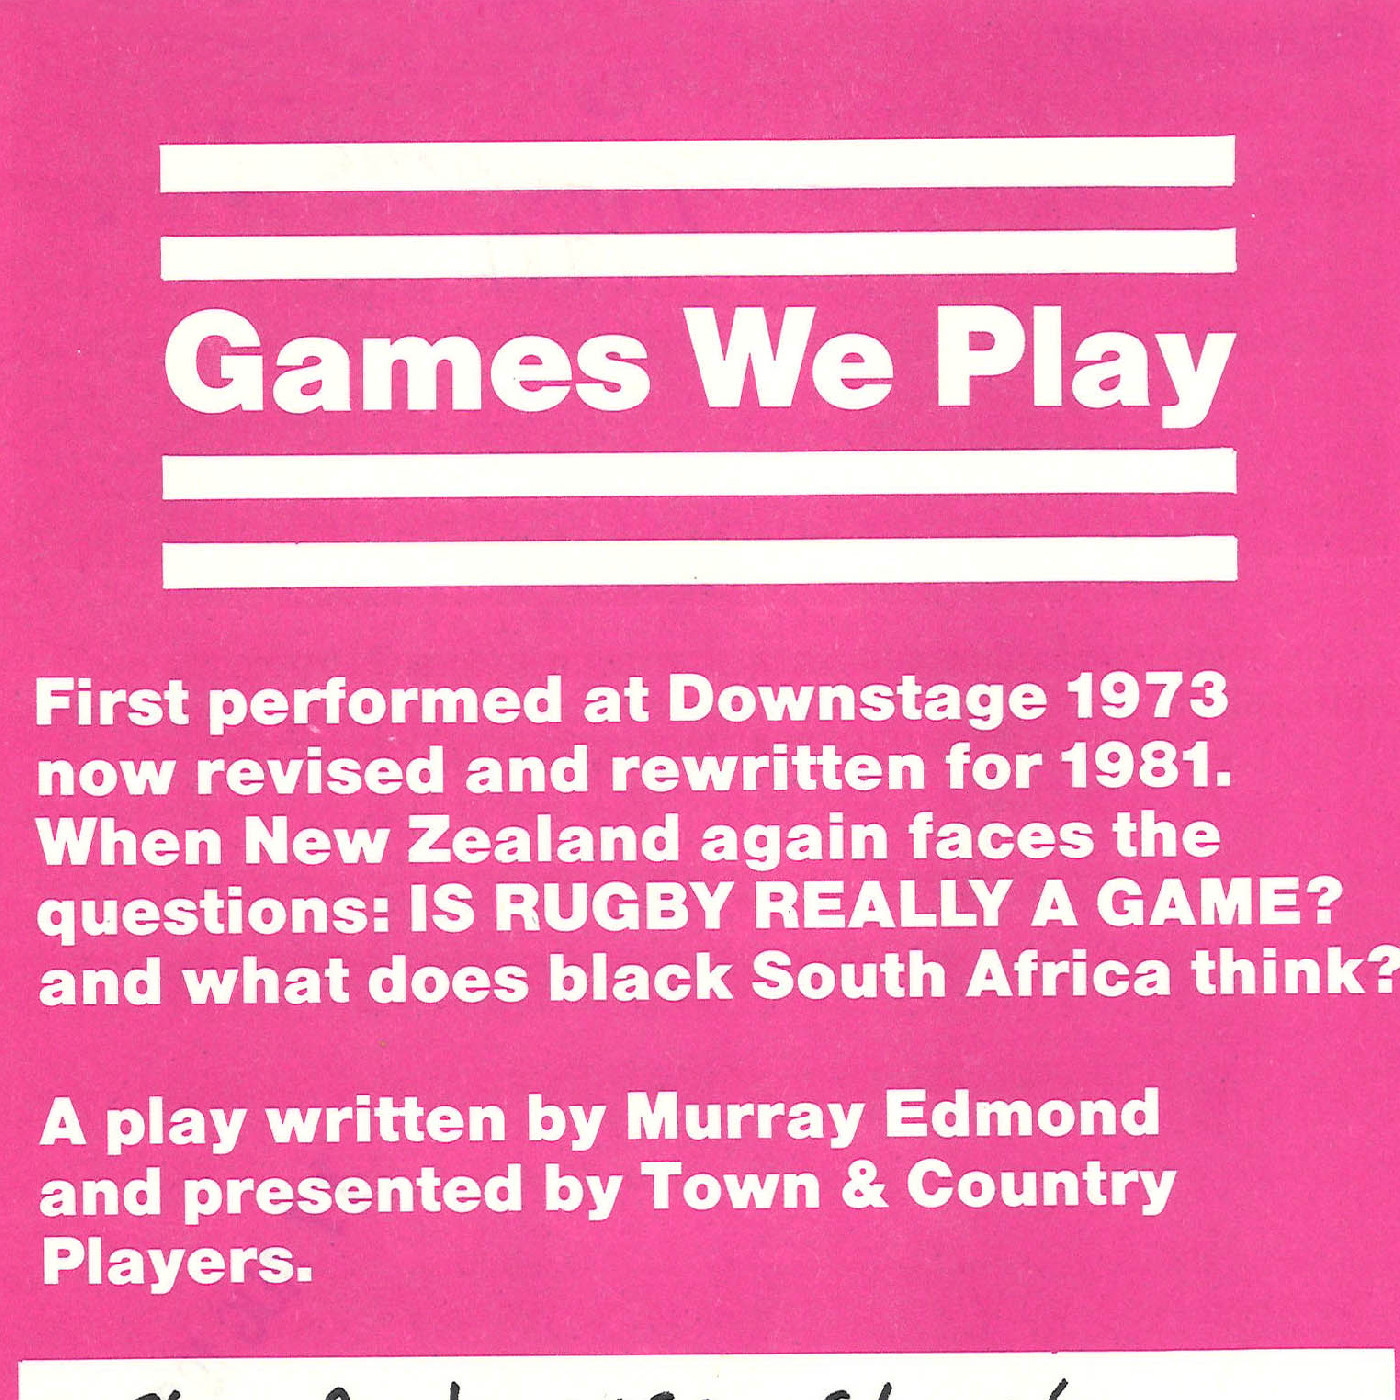 Games We Play
First performed at Downstage 1973
now revised and rewritten for 1981.
When New Zealand again faces the
questions: IS RUGBY REALLY A GAME?
and what does black South Africa think?
A play written by Murray Edmond
and presented by Town & Country
Players.